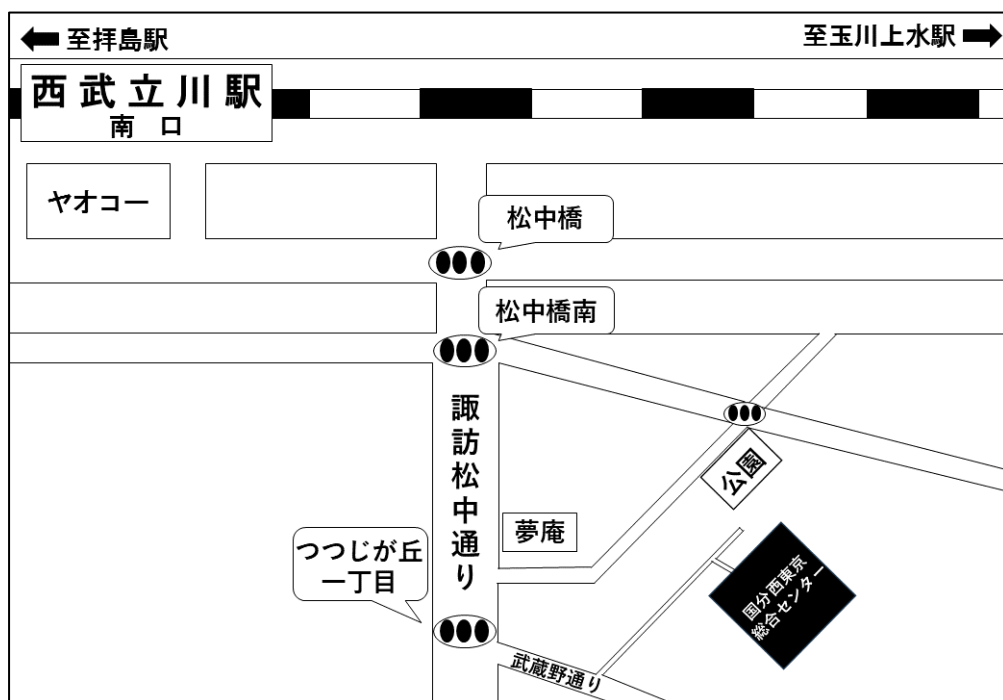 至拝島駅
至玉川上水駅
西武立川駅
南口
ヤオコー
松中橋
松中橋南
諏訪松中通り
公園
夢庵
つつじが丘
一丁目
国分西東京
総合センター
武蔵野通り